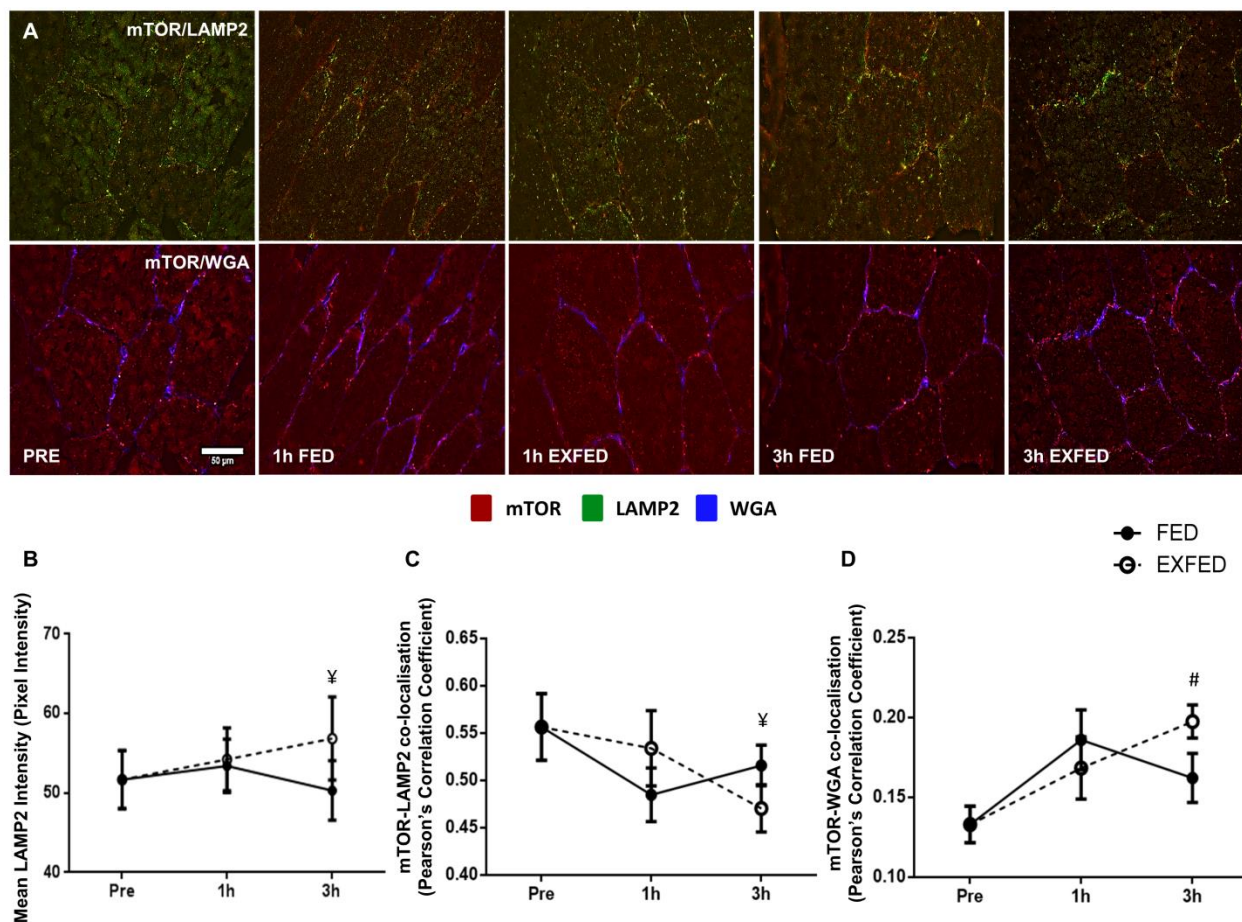 A
mTOR/LAMP2
mTOR/WGA
PRE
50 µm
1h FED
1h EXFED
3h FED
3h EXFED
mTOR LAMP2 WGA
FED
EXFED
B
Mean LAMP2 Intensity (Pixel Intensity)
70
60
50
40
¥
Pre 1h 3h
C
mTOR-LAMP2 co-localisation
(Pearson's Correlation Coefficient)
0.65
0.60
0.55
0.50
0.45
0.40
¥
Pre 1h 3h
D
mTOR-WGA co-localisation
(Pearson's Correlation Coefficient)
0.25
0.20
0.15
0.10
#
Pre 1h 3h